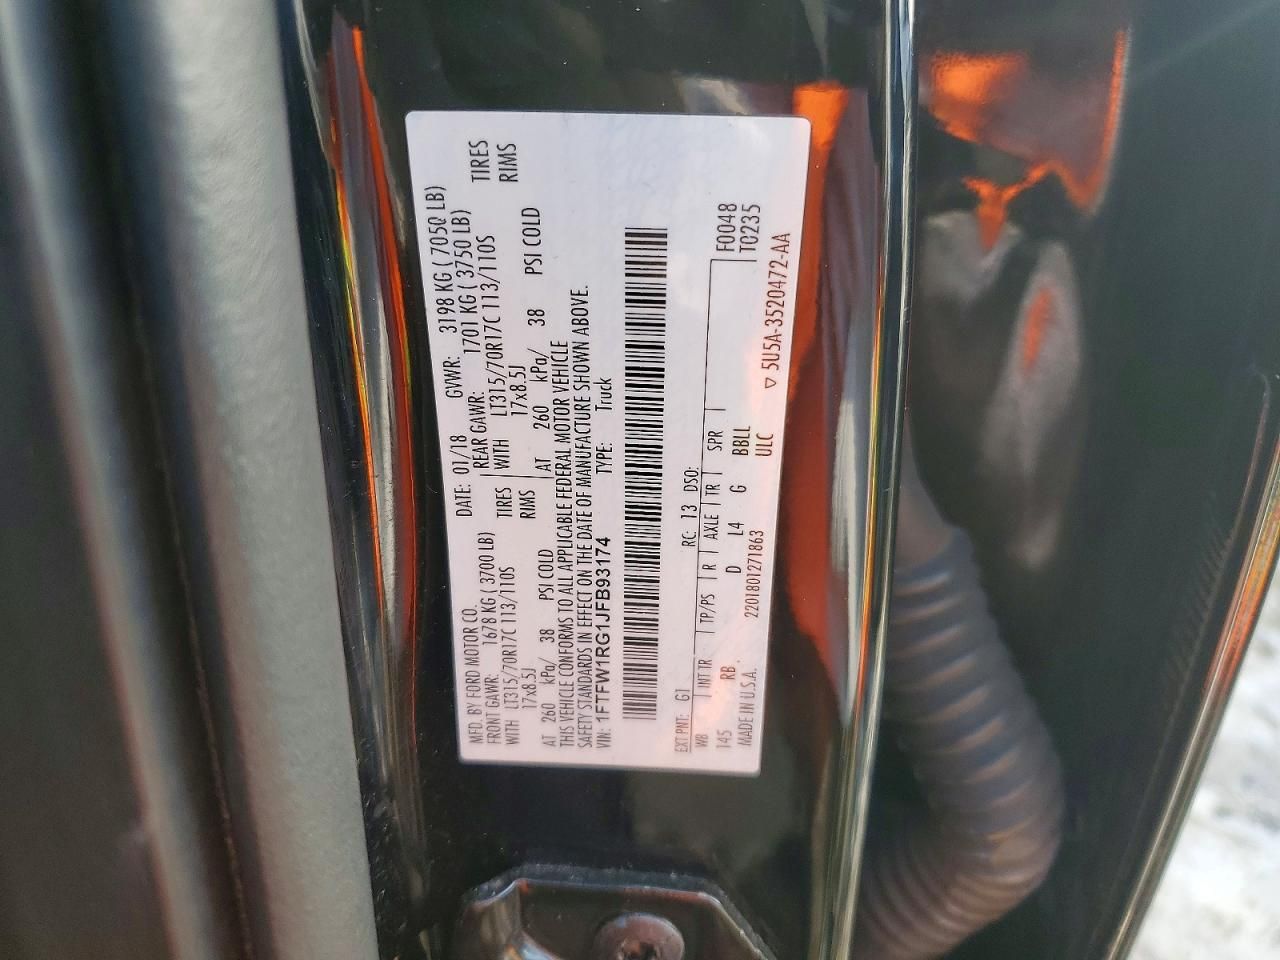 MFD. BY FORD MOTOR CO.
DATE: 01/18 GVWR: 3198 KG ( 7050 LB)
FRONT GAWR: 1678 KG ( 3700 LB) REAR GAWR: 1701 KG ( 3750 LB)
WITH LT315/70R17C 113/110S TIRES WITH LT315/70R17C 113/110S TIRES
17x8.5J RIMS 17x8.5J RIMS
AT 260 kPa/ 38 PSI COLD AT 260 kPa/ 38 PSI COLD
THIS VEHICLE CONFORMS TO ALL APPLICABLE FEDERAL MOTOR VEHICLE
SAFETY STANDARDS IN EFFECT ON THE DATE OF MANUFACTURE SHOWN ABOVE.
VIN: 1FTFW1RG1JFB93174 TYPE: Truck
EXT PNT: G1 RC: 13 DSO: F0048
WB INT TR TP/PS R AXLE TR SPR T0235
145 RB D L4 G BBLL
MADE IN U.S.A. 2201801271863 ULC ▽ 5U5A-3520472-AA